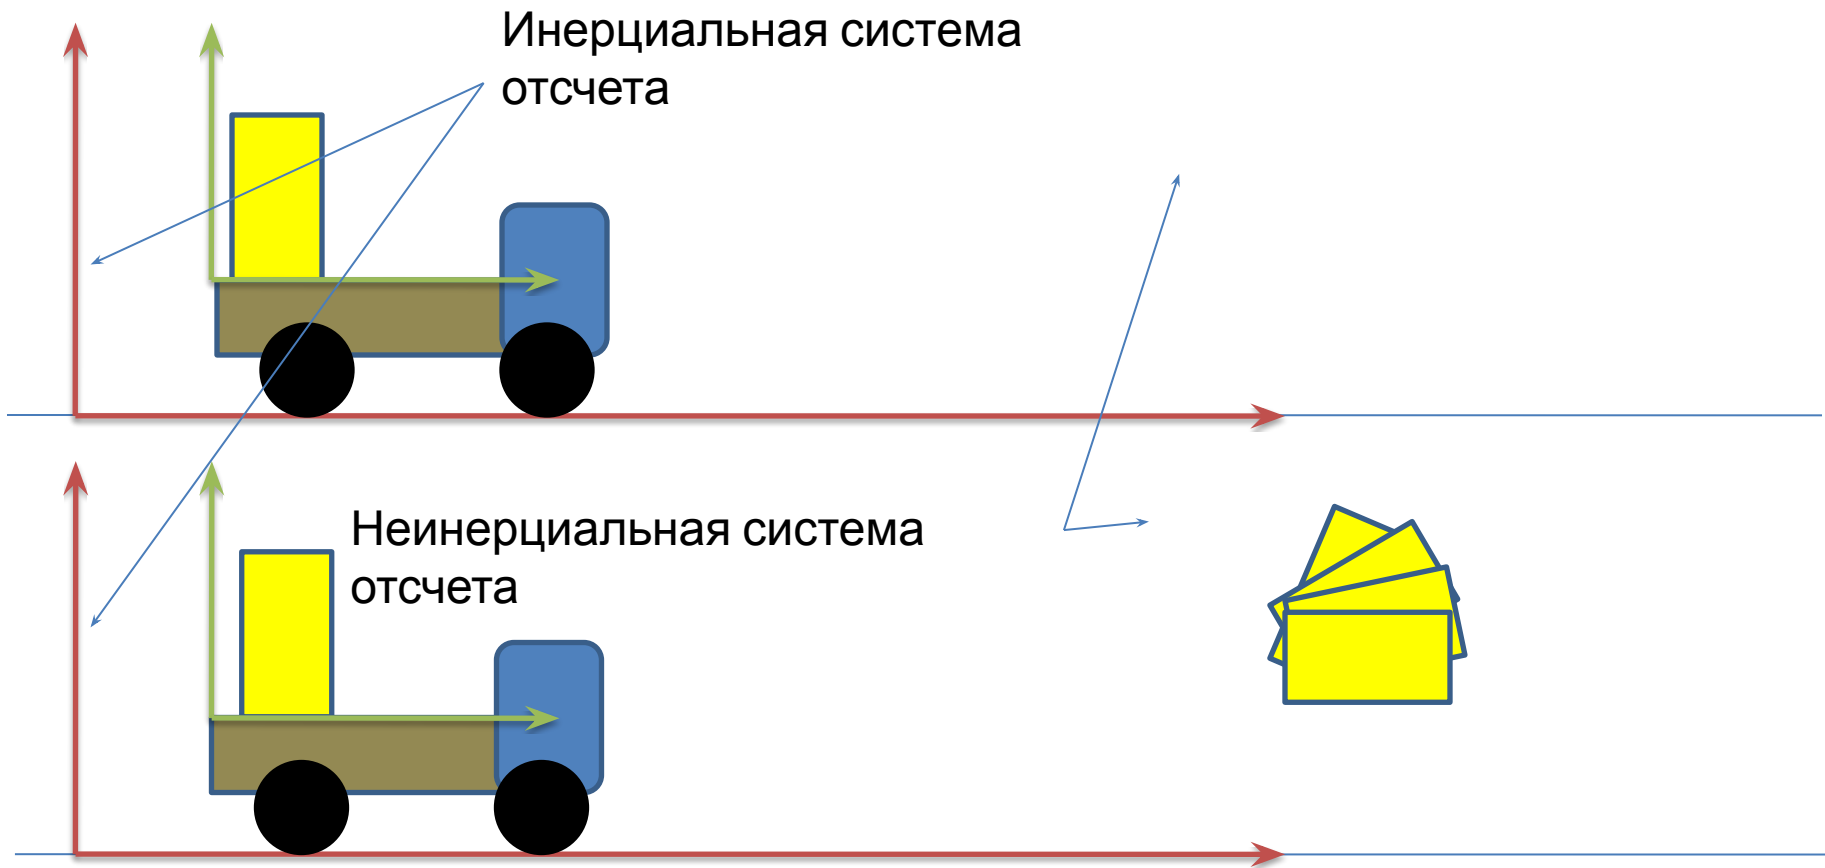 Инерциальная система
отсчета
Неинерциальная система
отсчета